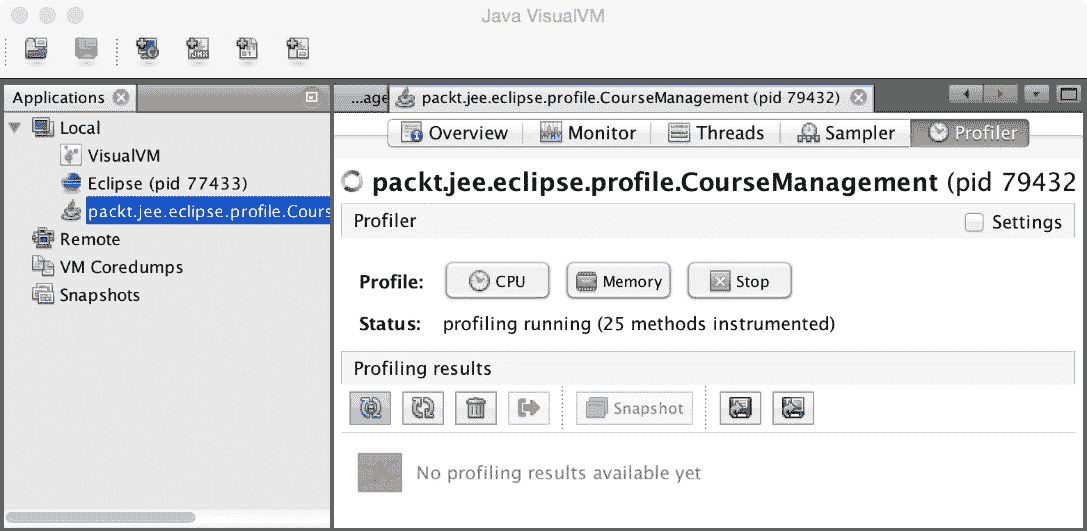 Java VisualVM
Applications
...age packt.jee.eclipse.profile.CourseManagement (pid 79432)
Local
VisualVM
Eclipse (pid 77433)
packt.jee.eclipse.profile.Cours
Remote
VM Coredumps
Snapshots
Overview Monitor Threads Sampler Profiler
packt.jee.eclipse.profile.CourseManagement (pid 79432
Profiler Settings
Profile: CPU Memory Stop
Status: profiling running (25 methods instrumented)
Profiling results
Snapshot
No profiling results available yet